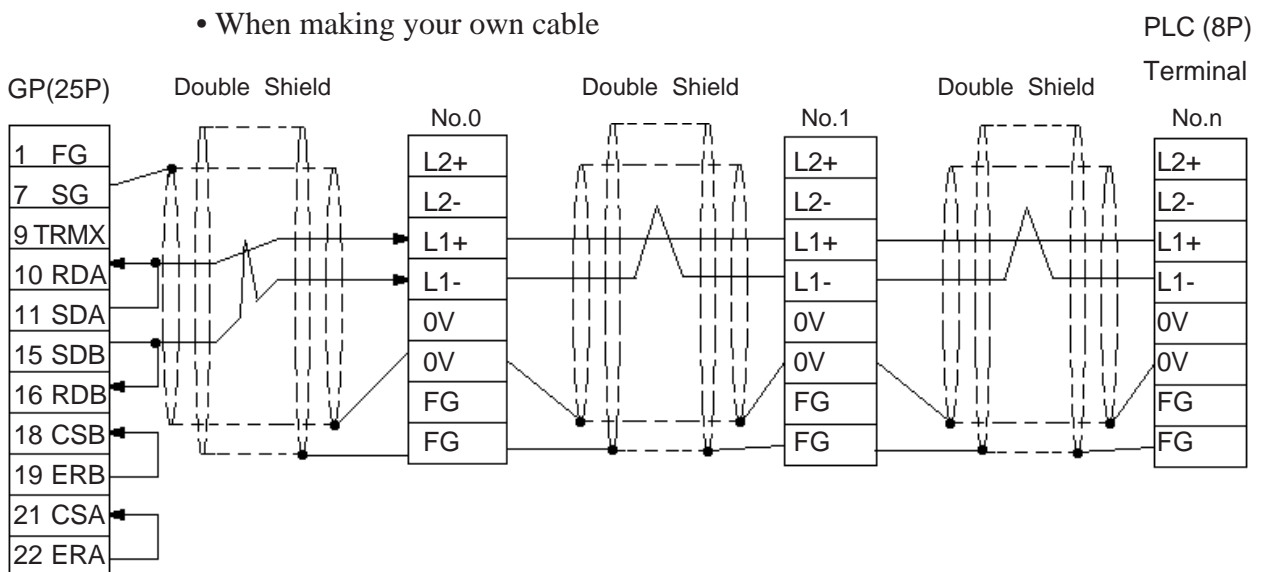 • When making your own cable
PLC (8P)
Terminal
GP(25P)
Double Shield
Double Shield
Double Shield
No.0
No.1
No.n
1 FG
7 SG
9 TRMX
10 RDA
11 SDA
15 SDB
16 RDB
18 CSB
19 ERB
21 CSA
22 ERA
L2+
L2-
L1+
L1-
0V
0V
FG
FG
L2+
L2-
L1+
L1-
0V
0V
FG
FG
L2+
L2-
L1+
L1-
0V
0V
FG
FG